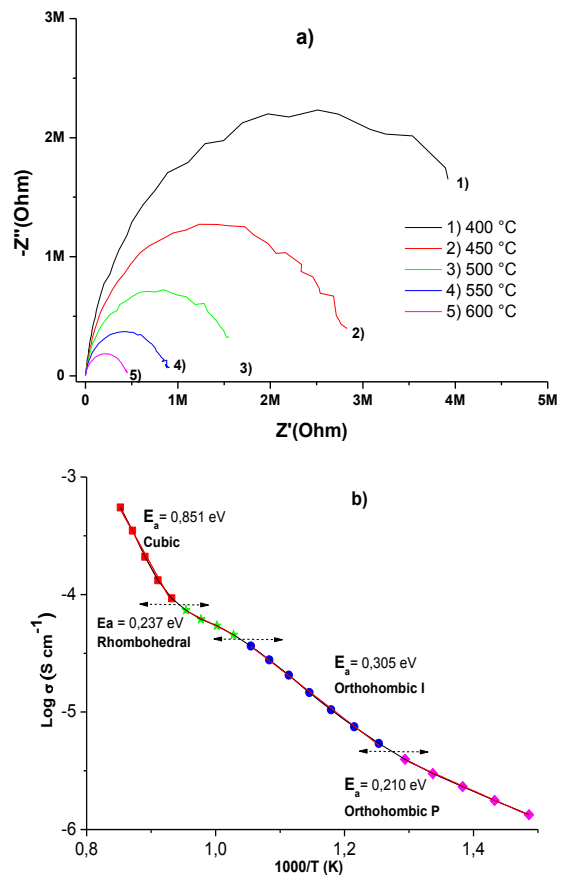 a)
3M
2M
1M
0
-Z''(Ohm)
1)
2)
3)
4)
5)
1) 400 °C
2) 450 °C
3) 500 °C
4) 550 °C
5) 600 °C
0 1M 2M 3M 4M 5M
Z'(Ohm)
b)
-3
-4
-5
-6
Log σ (S cm⁻¹)
Eₐ = 0,851 eV
Cubic
Ea = 0,237 eV
Rhombohedral
Eₐ = 0,305 eV
Orthohombic I
Eₐ = 0,210 eV
Orthohombic P
0,8 1,0 1,2 1,4
1000/T (K)